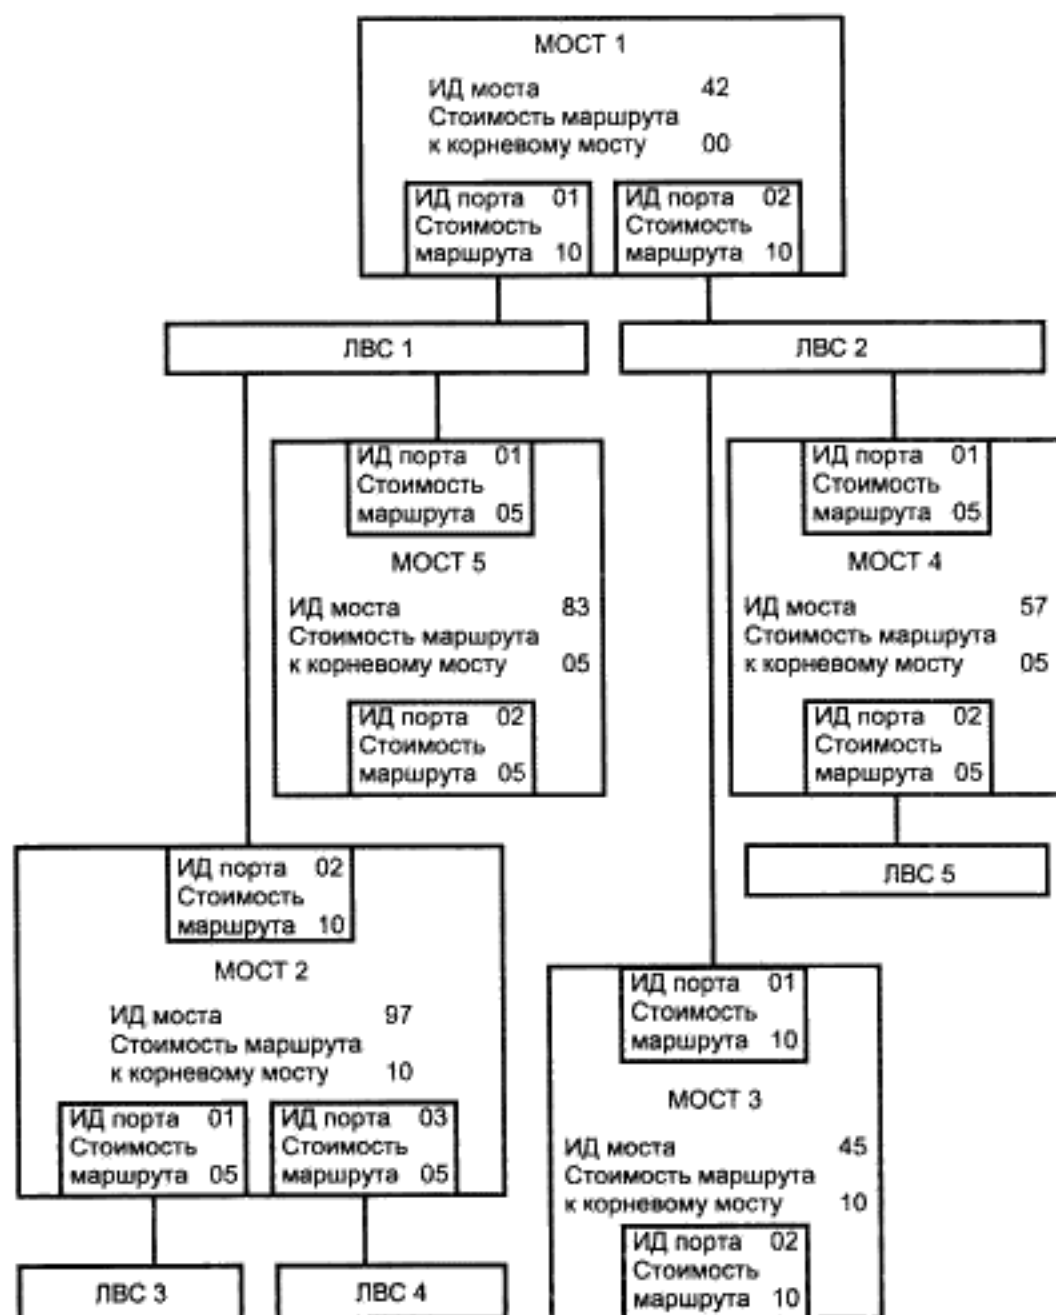 МОСТ 1
ИД моста 42
Стоимость маршрута
к корневому мосту 00
ИД порта 01
Стоимость
маршрута 10
ИД порта 02
Стоимость
маршрута 10
ЛВС 1
ЛВС 2
ИД порта 01
Стоимость
маршрута 05
МОСТ 5
ИД моста 83
Стоимость маршрута
к корневому мосту 05
ИД порта 02
Стоимость
маршрута 05
ИД порта 01
Стоимость
маршрута 05
МОСТ 4
ИД моста 57
Стоимость маршрута
к корневому мосту 05
ИД порта 02
Стоимость
маршрута 05
ЛВС 5
ИД порта 02
Стоимость
маршрута 10
МОСТ 2
ИД моста 97
Стоимость маршрута
к корневому мосту 10
ИД порта 01
Стоимость
маршрута 05
ИД порта 03
Стоимость
маршрута 05
ЛВС 3
ЛВС 4
ИД порта 01
Стоимость
маршрута 10
МОСТ 3
ИД моста 45
Стоимость маршрута
к корневому мосту 10
ИД порта 02
Стоимость
маршрута 10